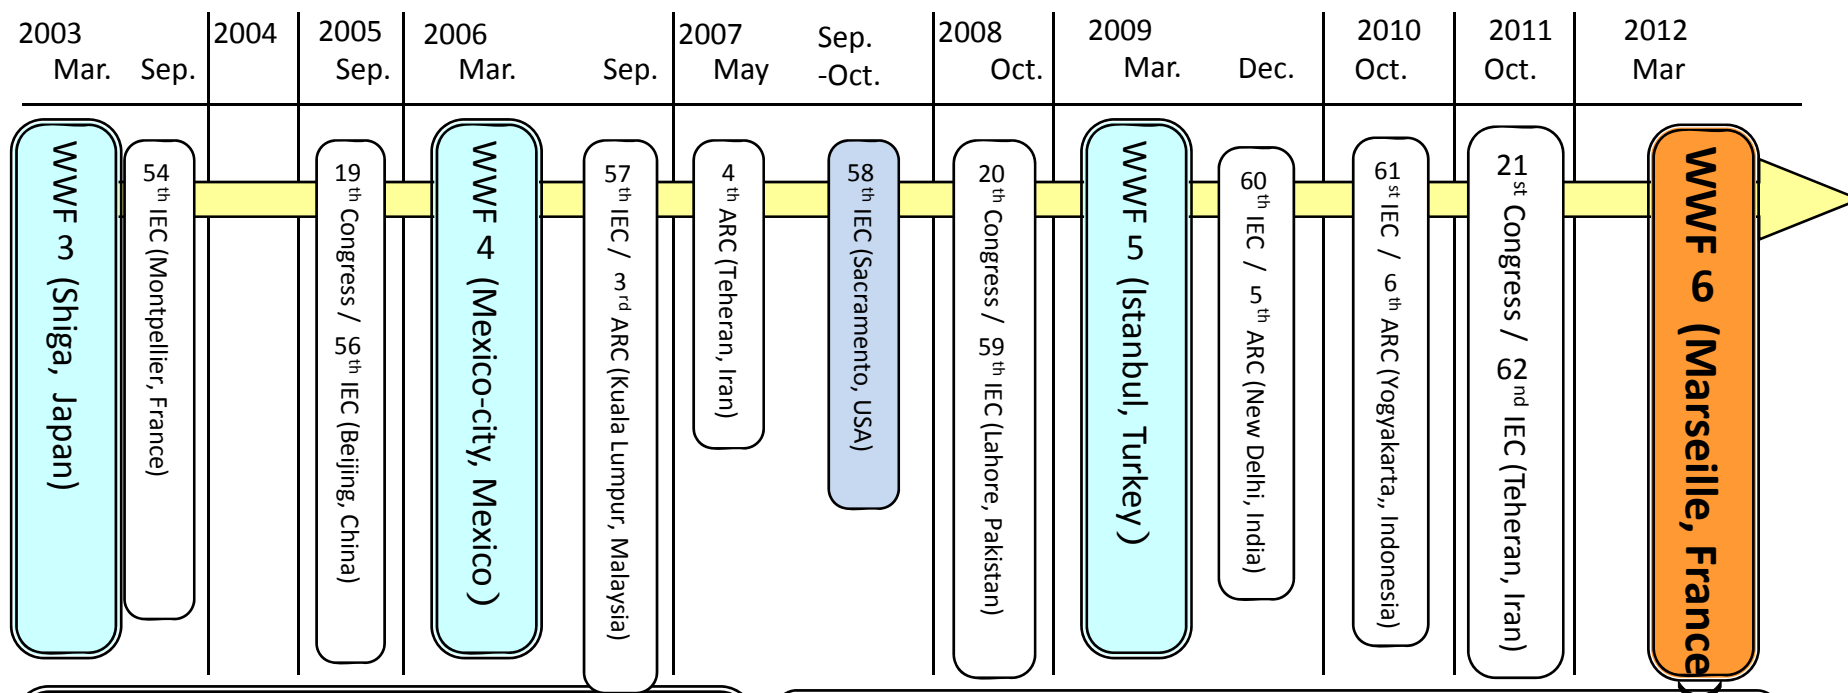 2003
2004
2005
2006
2007
Sep.
-Oct.
2008
2009
2010
2011
2012
Mar.
Sep.
Sep.
Mar.
Sep.
May
Oct.
Mar.
Dec.
Oct.
Oct.
Mar
WWF 3 (Shiga, Japan)
54th IEC (Montpellier, France)
19th Congress / 56th IEC (Beijing, China)
WWF 4 (Mexico-city, Mexico)
57th IEC / 3rd ARC (Kuala Lumpur, Malaysia)
4th ARC (Teheran, Iran)
58th IEC (Sacramento, USA)
20th Congress / 59th IEC (Lahore, Pakistan)
WWF 5 (Istanbul, Turkey)
60th IEC / 5th ARC (New Delhi, India)
61st IEC / 6th ARC (Yogyakarta,, Indonesia)
21st Congress / 62nd IEC (Teheran, Iran)
WWF 6 (Marseille, France